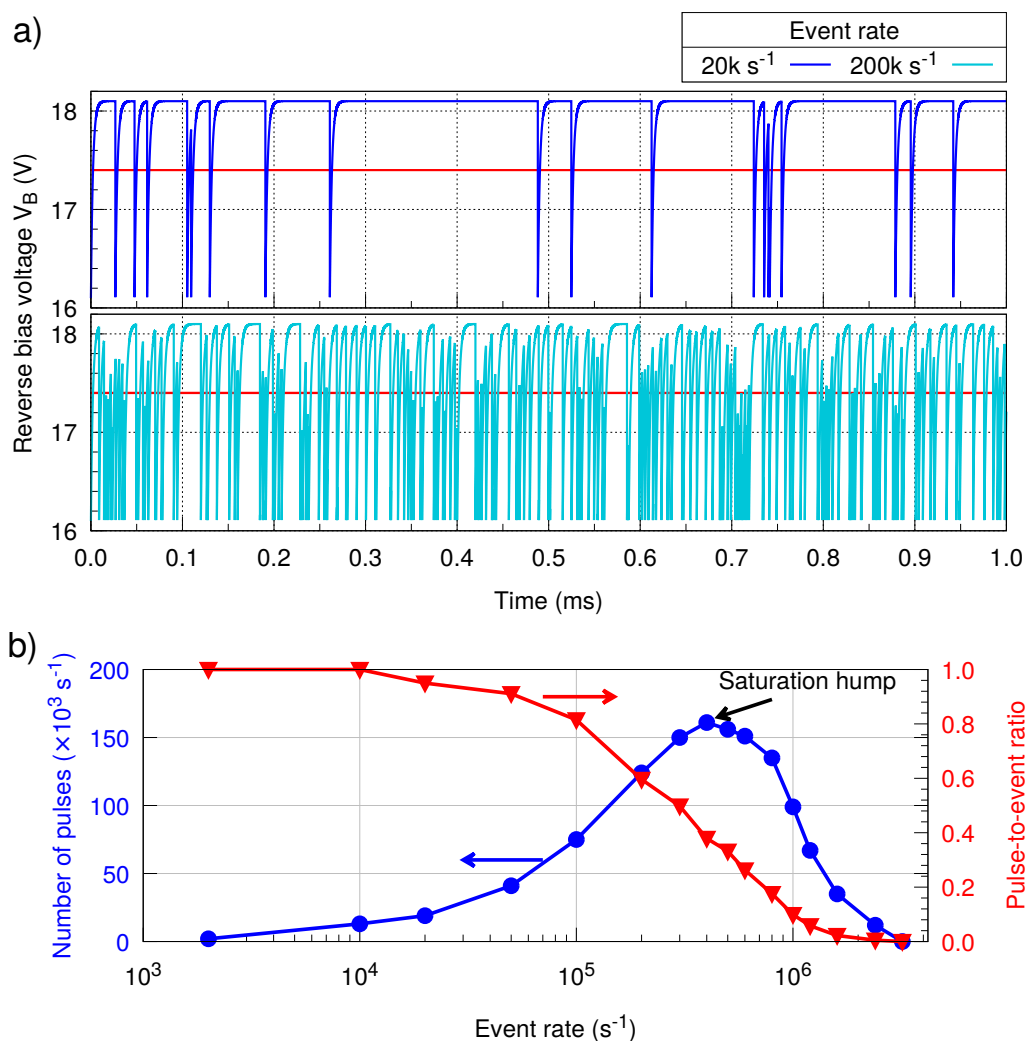 a)
Event rate
20k s⁻¹ 200k s⁻¹
Reverse bias voltage V_B (V)
18
17
16
18
17
16
0.0 0.1 0.2 0.3 0.4 0.5 0.6 0.7 0.8 0.9 1.0
Time (ms)
b)
Number of pulses (×10³ s⁻¹)
200
150
100
50
0
Saturation hump
1.0
0.8
0.6
0.4
0.2
0.0
Pulse-to-event ratio
10³ 10⁴ 10⁵ 10⁶
Event rate (s⁻¹)